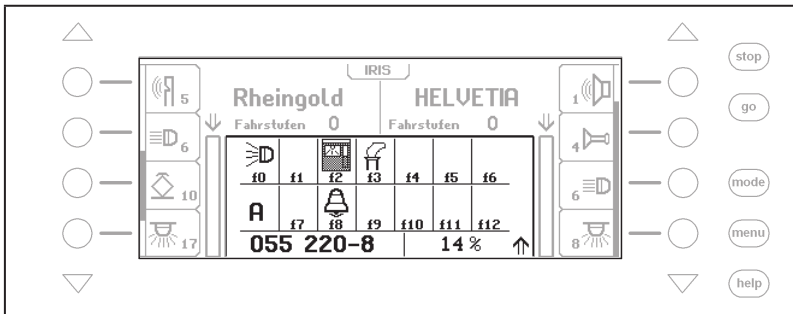 IRIS
stop
Rheingold HELVETIA
5 1
go
Fahrstufen 0 Fahrstufen 0
6 4
f0 f1 f2 f3 f4 f5 f6
mode
10 6
A f7 f8 f9 f10 f11 f12
menu
17 8
055 220-8 14 %
help